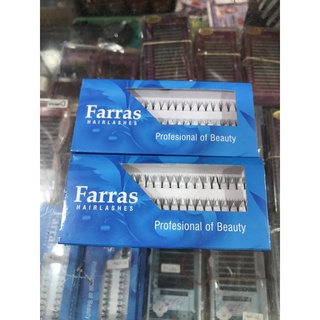 Farras
HAIRLASHES
Profesional of Beauty
Farras
HAIRLASHES
Profesional of Beauty